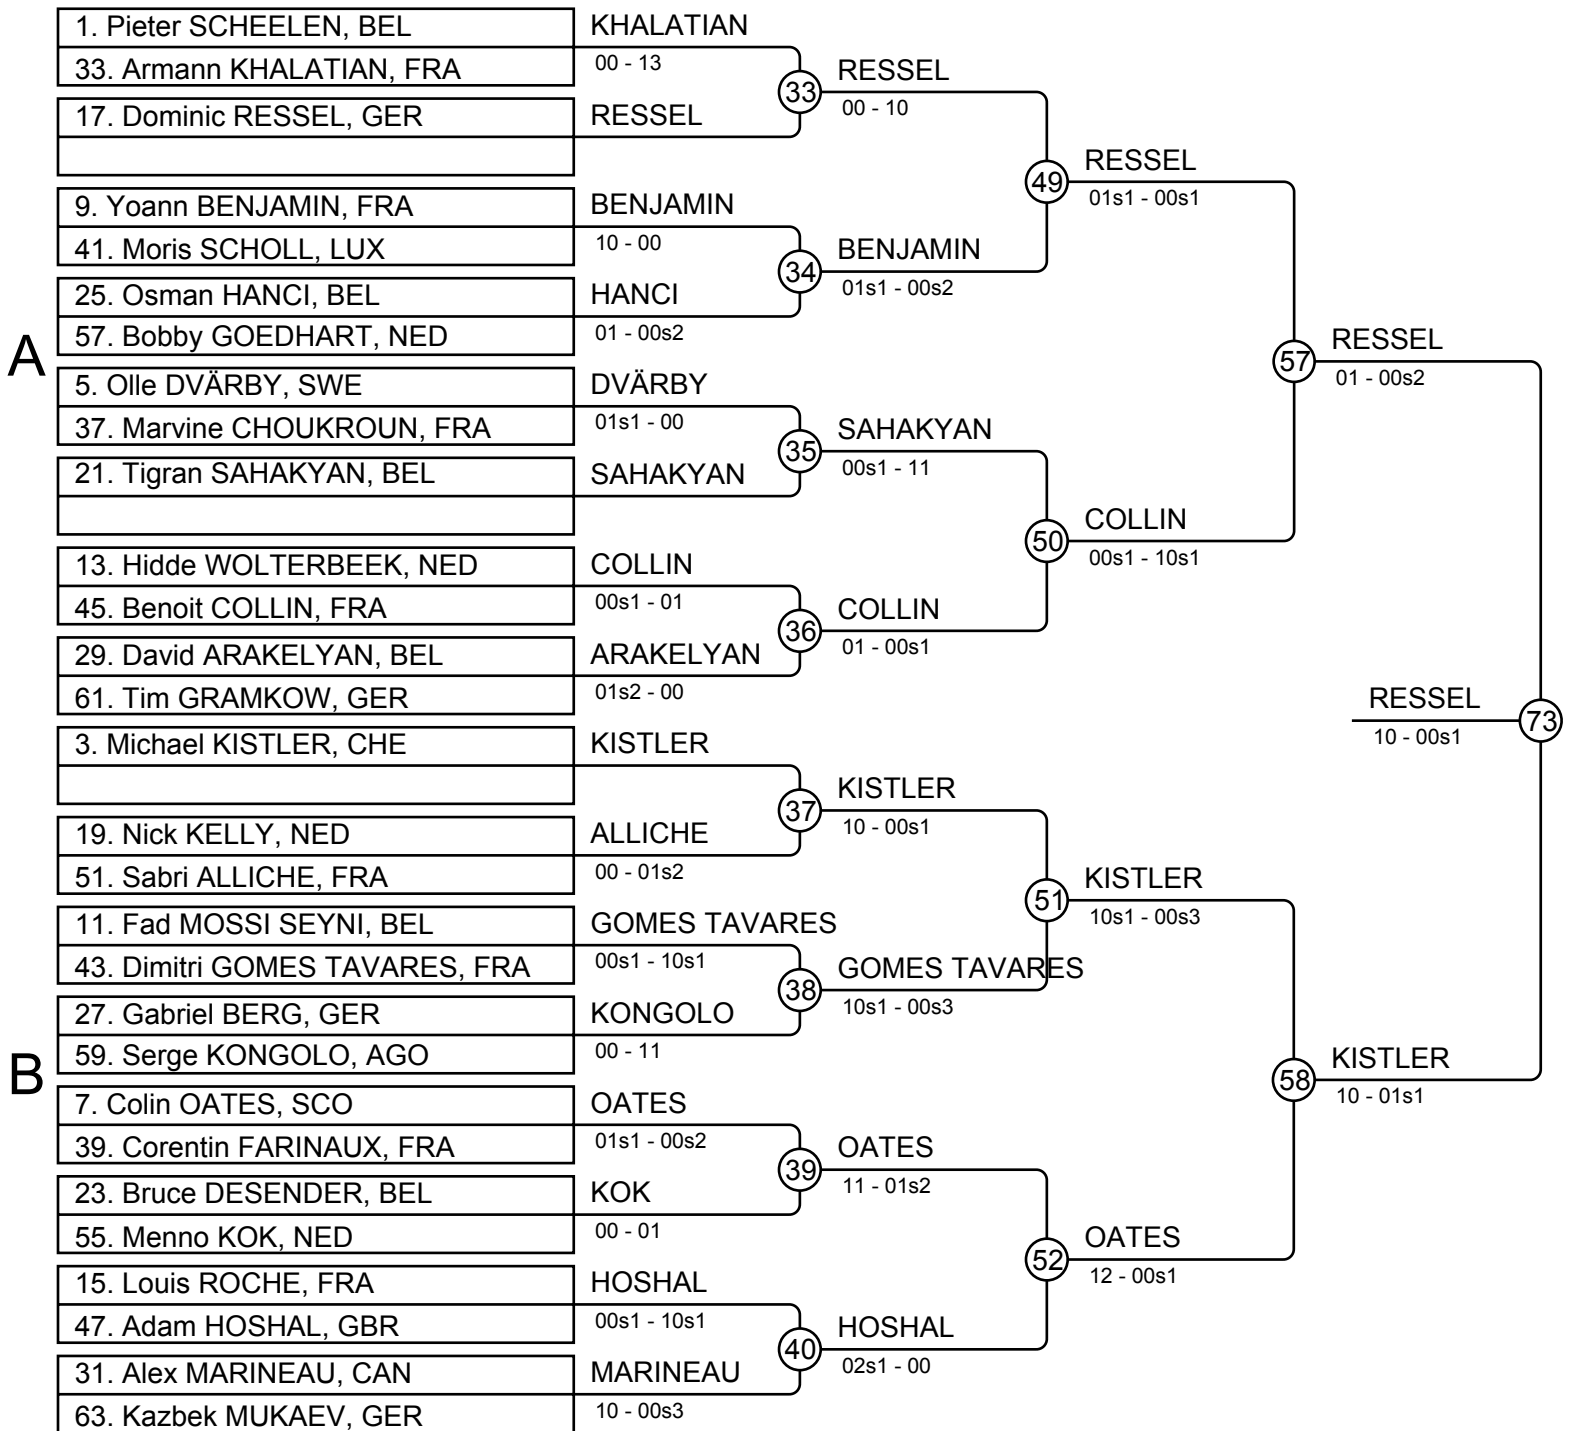 1. Pieter SCHEELEN, BEL
33. Armann KHALATIAN, FRA
17. Dominic RESSEL, GER
9. Yoann BENJAMIN, FRA
41. Moris SCHOLL, LUX
25. Osman HANCI, BEL
57. Bobby GOEDHART, NED
A
5. Olle DVÄRBY, SWE
37. Marvine CHOUKROUN, FRA
21. Tigran SAHAKYAN, BEL
13. Hidde WOLTERBEEK, NED
45. Benoit COLLIN, FRA
29. David ARAKELYAN, BEL
61. Tim GRAMKOW, GER
3. Michael KISTLER, CHE
19. Nick KELLY, NED
51. Sabri ALLICHE, FRA
11. Fad MOSSI SEYNI, BEL
43. Dimitri GOMES TAVARES, FRA
27. Gabriel BERG, GER
59. Serge KONGOLO, AGO
B
7. Colin OATES, SCO
39. Corentin FARINAUX, FRA
23. Bruce DESENDER, BEL
55. Menno KOK, NED
15. Louis ROCHE, FRA
47. Adam HOSHAL, GBR
31. Alex MARINEAU, CAN
63. Kazbek MUKAEV, GER
KHALATIAN
00 - 13
RESSEL
BENJAMIN
10 - 00
HANCI
01 - 00s2
DVÄRBY
01s1 - 00
SAHAKYAN
COLLIN
00s1 - 01
ARAKELYAN
01s2 - 00
KISTLER
ALLICHE
00 - 01s2
GOMES TAVARES
00s1 - 10s1
KONGOLO
00 - 11
OATES
01s1 - 00s2
KOK
00 - 01
HOSHAL
00s1 - 10s1
MARINEAU
10 - 00s3
33
RESSEL
00 - 10
34
BENJAMIN
01s1 - 00s2
35
SAHAKYAN
00s1 - 11
36
COLLIN
01 - 00s1
37
KISTLER
10 - 00s1
38
GOMES TAVARES
10s1 - 00s3
39
OATES
11 - 01s2
40
HOSHAL
02s1 - 00
49
RESSEL
01s1 - 00s1
50
COLLIN
00s1 - 10s1
51
KISTLER
10s1 - 00s3
52
OATES
12 - 00s1
57
RESSEL
01 - 00s2
58
KISTLER
10 - 01s1
RESSEL
73
10 - 00s1